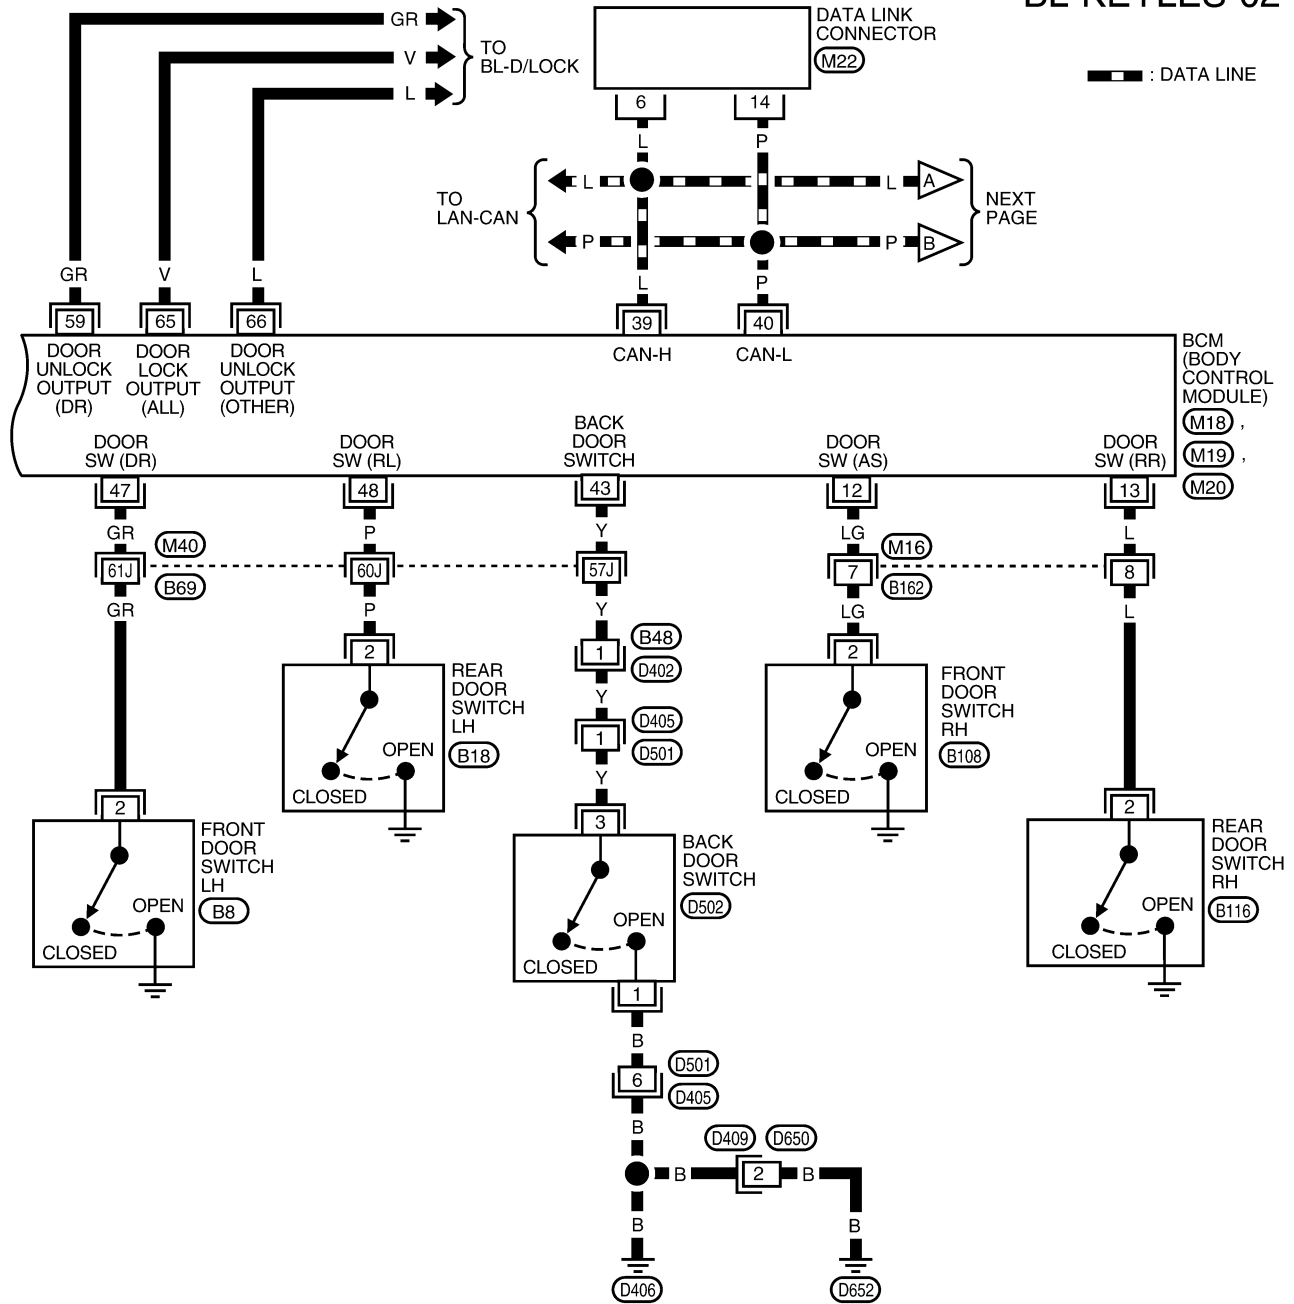 GR
V
L
TO
BL-D/LOCK
DATA LINK
CONNECTOR
M22
: DATA LINE
6
14
L
P
TO
LAN-CAN
L
L
A
P
P
B
NEXT
PAGE
GR
V
L
L
P
59
65
66
39
40
DOOR
UNLOCK
OUTPUT
(DR)
DOOR
LOCK
OUTPUT
(ALL)
DOOR
UNLOCK
OUTPUT
(OTHER)
CAN-H
CAN-L
BCM
(BODY
CONTROL
MODULE)
M18 ,
M19 ,
M20
DOOR
SW (DR)
DOOR
SW (RL)
BACK
DOOR
SWITCH
DOOR
SW (AS)
DOOR
SW (RR)
47
48
43
12
13
GR
P
Y
LG
L
61J
M40
B69
60J
57J
7
M16
B162
8
GR
P
Y
LG
L
2
REAR
DOOR
SWITCH
LH
B18
OPEN
CLOSED
1
B48
D402
Y
1
D405
D501
Y
2
FRONT
DOOR
SWITCH
RH
B108
OPEN
CLOSED
2
FRONT
DOOR
SWITCH
LH
B8
OPEN
CLOSED
3
BACK
DOOR
SWITCH
D502
OPEN
CLOSED
2
REAR
DOOR
SWITCH
RH
B116
OPEN
CLOSED
1
B
6
D501
D405
B
D409
D650
B
2
B
B
B
D406
D652